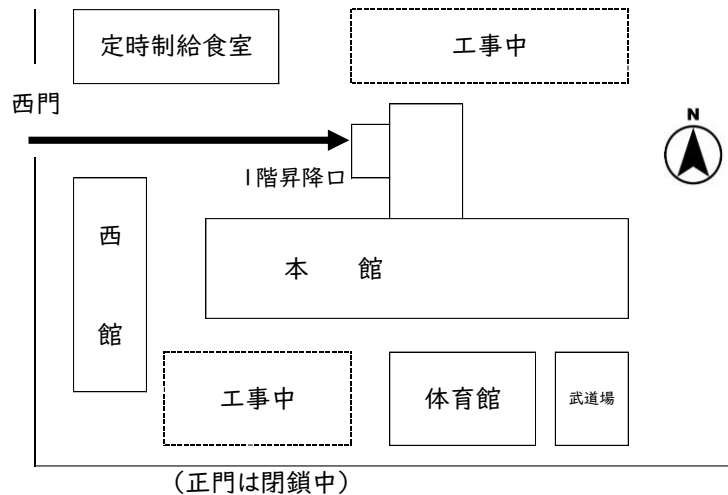 定時制給食室
工事中
西門
N
1階昇降口
西館
本館
工事中
体育館
武道場
(正門は閉鎖中)